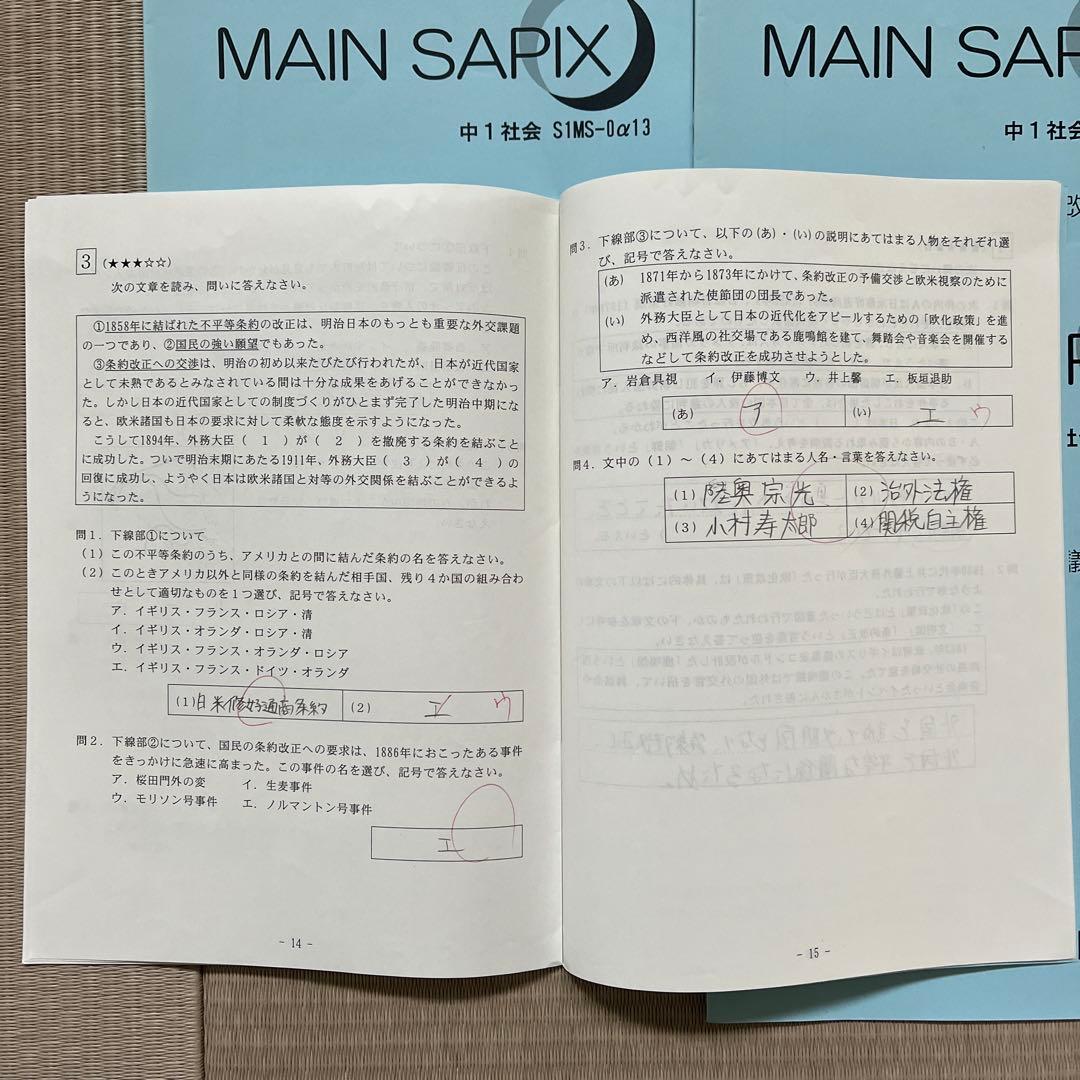 MAIN SAPIX
中1社会 S1MS-0α13
MAIN SAP
中1社
3 (★★★☆☆)
次の文章を読み、問いに答えなさい。
①1858年に結ばれた不平等条約の改正は、明治日本のもっとも重要な外交課題
の一つであり、②国民の強い願望でもあった。
③条約改正への交渉は、明治の初め以来たびたび行われたが、日本が近代国家
として未熟であるとみなされている間は十分な成果をあげることができなかっ
た。しかし日本の近代国家としての制度づくりがひとまず完了した明治中期にな
ると、欧米諸国も日本の要求に対して柔軟な態度を示すようになった。
こうして1894年、外務大臣(1)が(2)を撤廃する条約を結ぶこと
に成功した。ついで明治末期にあたる1911年、外務大臣(3)が(4)の
回復に成功し、ようやく日本は欧米諸国と対等の外交関係を結ぶことができるよ
うになった。
問1.下線部①について
(1)この不平等条約のうち、アメリカとの間に結んだ条約の名を答えなさい。
(2)このときアメリカ以外と同様の条約を結んだ相手国、残り4か国の組み合わ
せとして適切なものを1つ選び、記号で答えなさい。
ア.イギリス・フランス・ロシア・清
イ.イギリス・オランダ・ロシア・清
ウ.イギリス・フランス・オランダ・ロシア
エ.イギリス・フランス・ドイツ・オランダ
(1)日米修好通商条約 (2) エ ウ
問2.下線部②について、国民の条約改正への要求は、1886年におこったある事件
をきっかけに急速に高まった。この事件の名を選び、記号で答えなさい。
ア.桜田門外の変 イ.生麦事件
ウ.モリソン号事件 エ.ノルマントン号事件
エ
- 14 -
問3.下線部③について、以下の(あ)・(い)の説明にあてはまる人物をそれぞれ選
び、記号で答えなさい。
(あ) 1871年から1873年にかけて、条約改正の予備交渉と欧米視察のために
派遣された使節団の団長であった。
(い) 外務大臣として日本の近代化をアピールするための「欧化政策」を進
め、西洋風の社交場である鹿鳴館を建て、舞踏会や音楽会を開催する
などして条約改正を成功させようとした。
ア.岩倉具視 イ.伊藤博文 ウ.井上馨 エ.板垣退助
(あ) ア (い) エ ウ
問4.文中の(1)~(4)にあてはまる人名・言葉を答えなさい。
(1) 陸奥宗光 (2) 治外法権
(3) 小村寿太郎 (4) 関税自主権
- 15 -